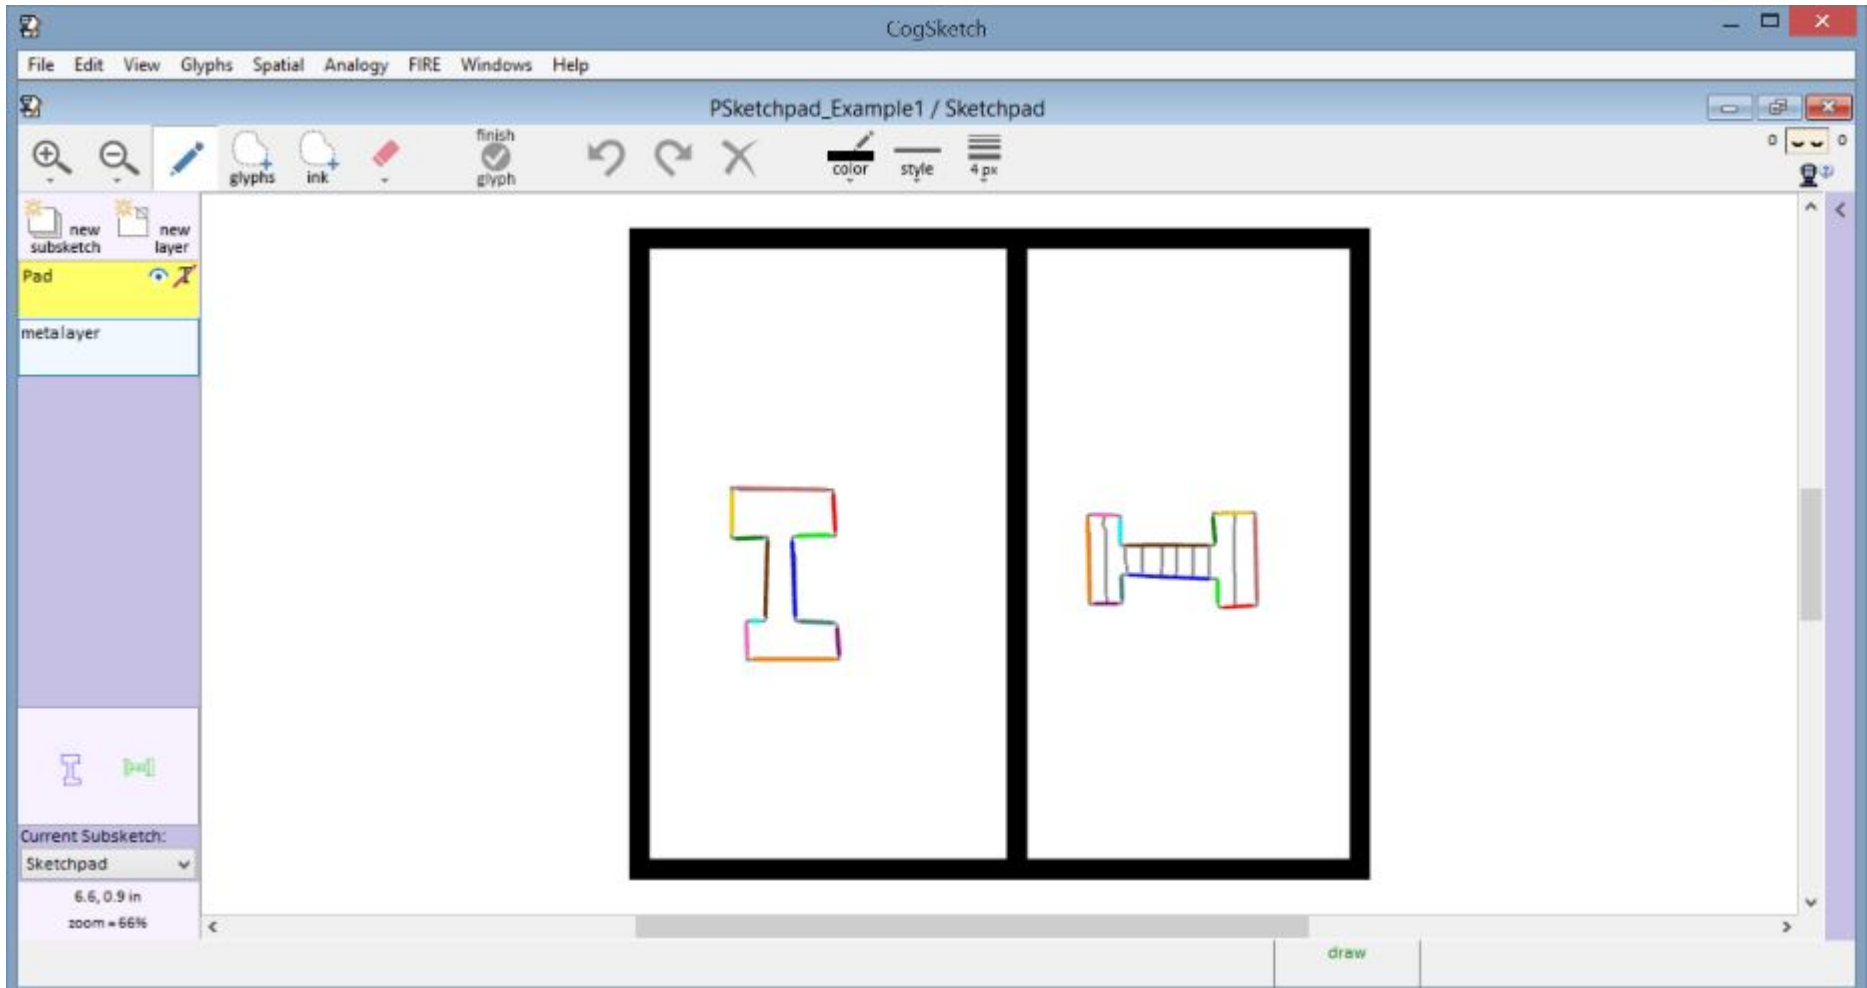 CogSketch
File Edit View Glyphs Spatial Analogy FIRE Windows Help
PSketchpad_Example1 / Sketchpad
glyphs
ink
finish
glyph
color
style
4 px
0
0
new
subsketch
new
layer
Pad
metalayer
Current Subsketch:
Sketchpad
6.6, 0.9 in
zoom = 66%
draw